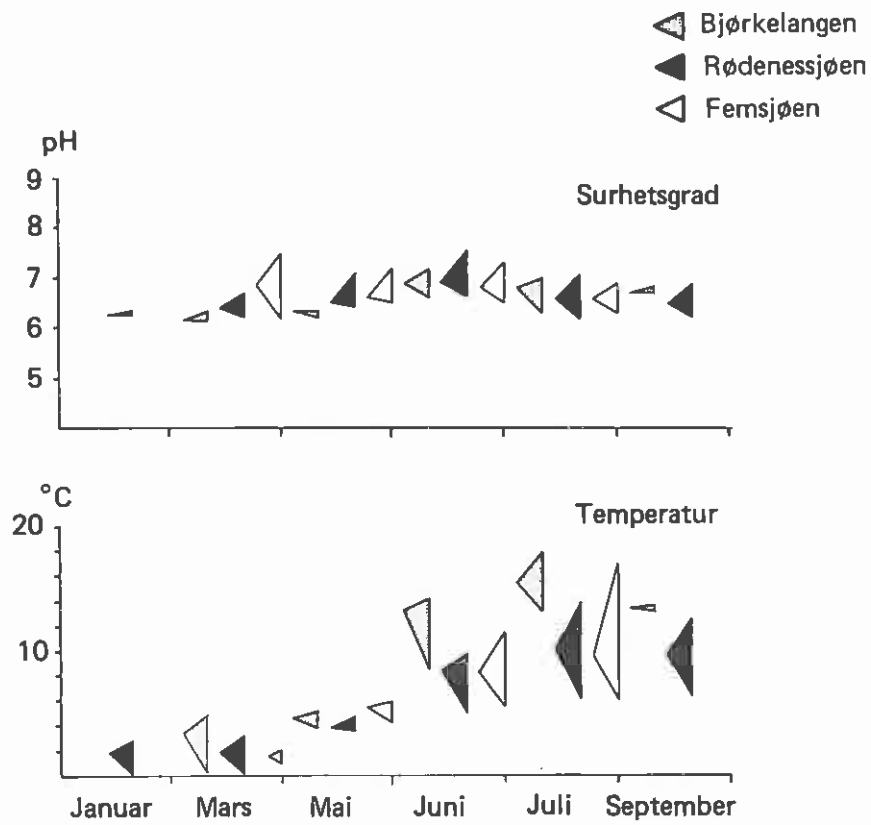 Bjørkelangen
Rødenessjøen
Femsjøen
pH
Surhetsgrad
9
8
7
6
5
°C
Temperatur
20
10
Januar Mars Mai Juni Juli September